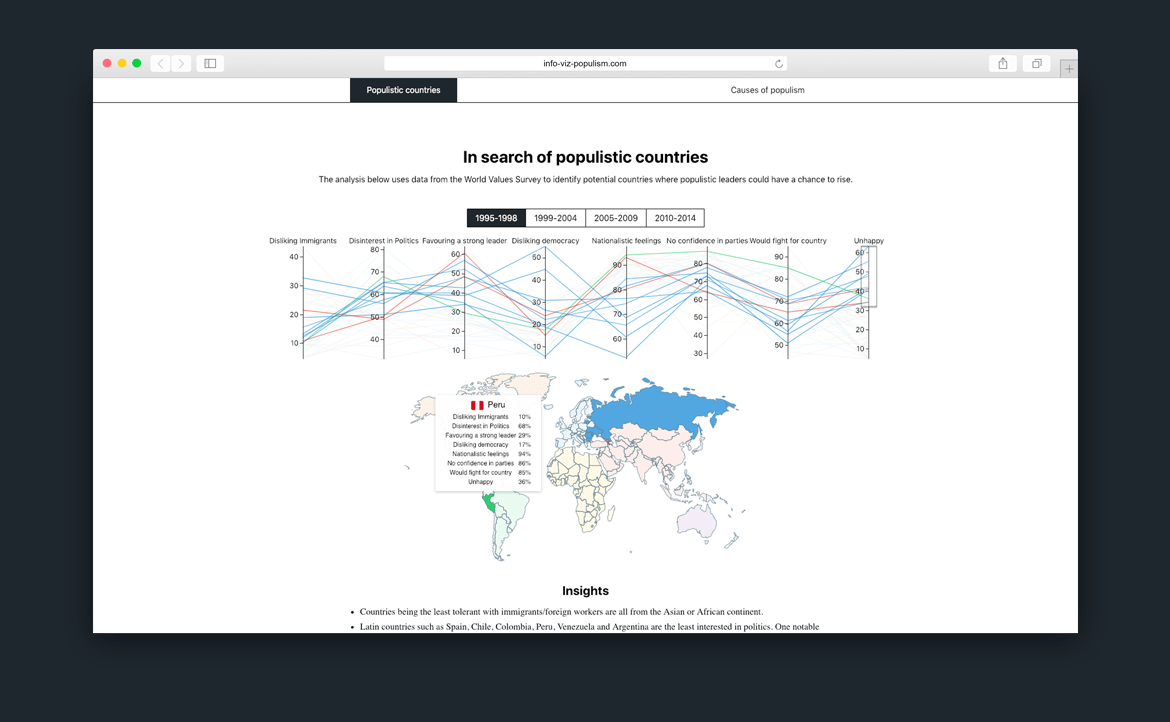 info-viz-populism.com
Populistic countries
Causes of populism
In search of populistic countries
The analysis below uses data from the World Values Survey to identify potential countries where populistic leaders could have a chance to rise.
1995-1998 1999-2004 2005-2009 2010-2014
Disliking Immigrants Disinterest in Politics Favouring a strong leader Disliking democracy Nationalistic feelings No confidence in parties Would fight for country Unhappy
40 30 20 10
80 70 60 50 40
60 50 40 30 20 10
50 40 30 20 10
90 80 70 60
80 70 60 50 40 30
90 80 70 60 50
60 50 40 30 20 10
Peru
Disliking Immigrants 10%
Disinterest in Politics 68%
Favouring a strong leader 29%
Disliking democracy 17%
Nationalistic feelings 94%
No confidence in parties 86%
Would fight for country 85%
Unhappy 36%
Insights
• Countries being the least tolerant with immigrants/foreign workers are all from the Asian or African continent.
• Latin countries such as Spain, Chile, Colombia, Peru, Venezuela and Argentina are the least interested in politics. One notable